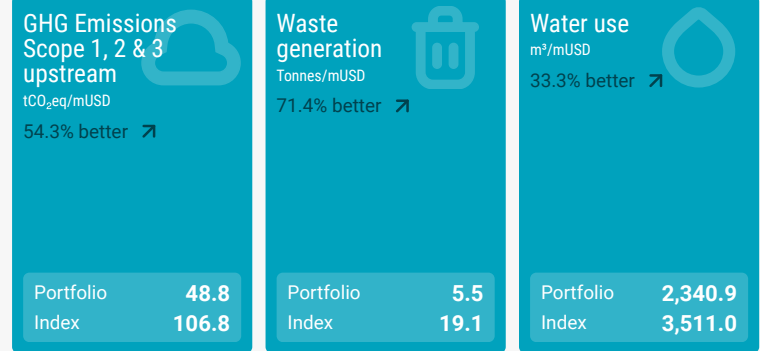 GHG Emissions
Scope 1, 2 & 3
upstream
tCO₂eq/mUSD
54.3% better
Portfolio 48.8
Index 106.8
Waste
generation
Tonnes/mUSD
71.4% better
Portfolio 5.5
Index 19.1
Water use
m³/mUSD
33.3% better
Portfolio 2,340.9
Index 3,511.0